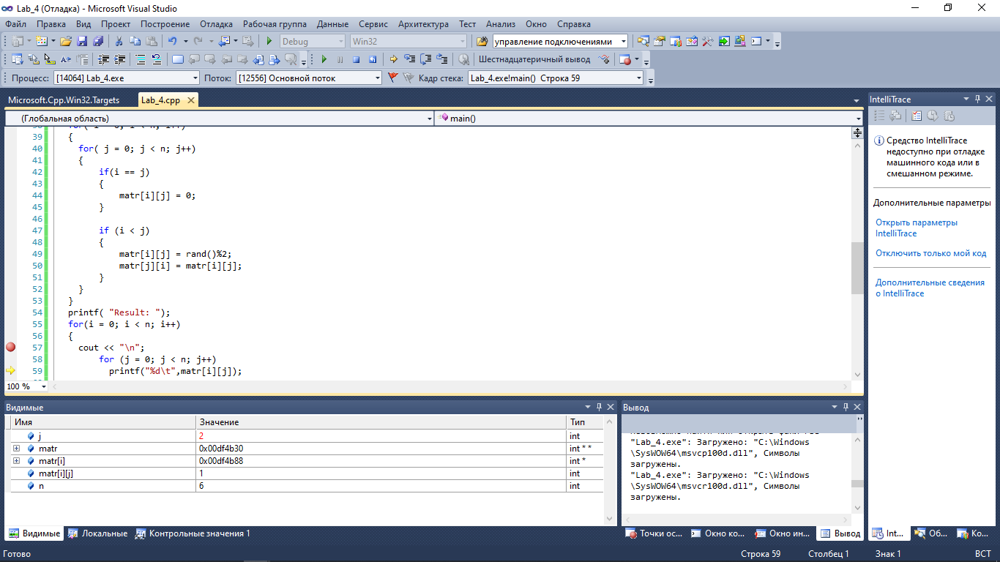 Lab_4 (Отладка) - Microsoft Visual Studio
Файл Правка Вид Проект Построение Отладка Рабочая группа Данные Сервис Архитектура Тест Анализ Окно Справка
Debug Win32 управление подключениями
Шестнадцатеричный вывод
Процесс: [14064] Lab_4.exe Поток: [12556] Основной поток Кадр стека: Lab_4.exe!main() Строка 59
Microsoft.Cpp.Win32.Targets Lab_4.cpp
(Глобальная область) main()
38 for( i = 0; i < n; i++)
39 {
40 for( j = 0; j < n; j++)
41 {
42 if(i == j)
43 {
44 matr[i][j] = 0;
45 }
46
47 if (i < j)
48 {
49 matr[i][j] = rand()%2;
50 matr[j][i] = matr[i][j];
51 }
52 }
53 }
54 printf( "Result: ");
55 for(i = 0; i < n; i++)
56 {
57 cout << "\n";
58 for (j = 0; j < n; j++)
59 printf("%d\t",matr[i][j]);
100 %
IntelliTrace
Средство IntelliTrace
недоступно при отладке
машинного кода или в
смешанном режиме.
Дополнительные параметры
Открыть параметры
IntelliTrace
Отключить только мой код
Дополнительные сведения
о IntelliTrace
Видимые
Имя Значение Тип
j 2 int
matr 0x00df4b30 int * *
matr[i] 0x00df4b88 int *
matr[i][j] 1 int
n 6 int
Видимые Локальные Контрольные значения 1
Вывод
"Lab_4.exe": Загружено: "C:\Windows
\SysWOW64\msvcp100d.dll", Символы
загружены.
"Lab_4.exe": Загружено: "C:\Windows
\SysWOW64\msvcr100d.dll", Символы
загружены.
Точки ос... Окно ко... Окно ин... Вывод
Int... Об... Ко...
Готово Строка 59 Столбец 1 Знак 1 ВСТ